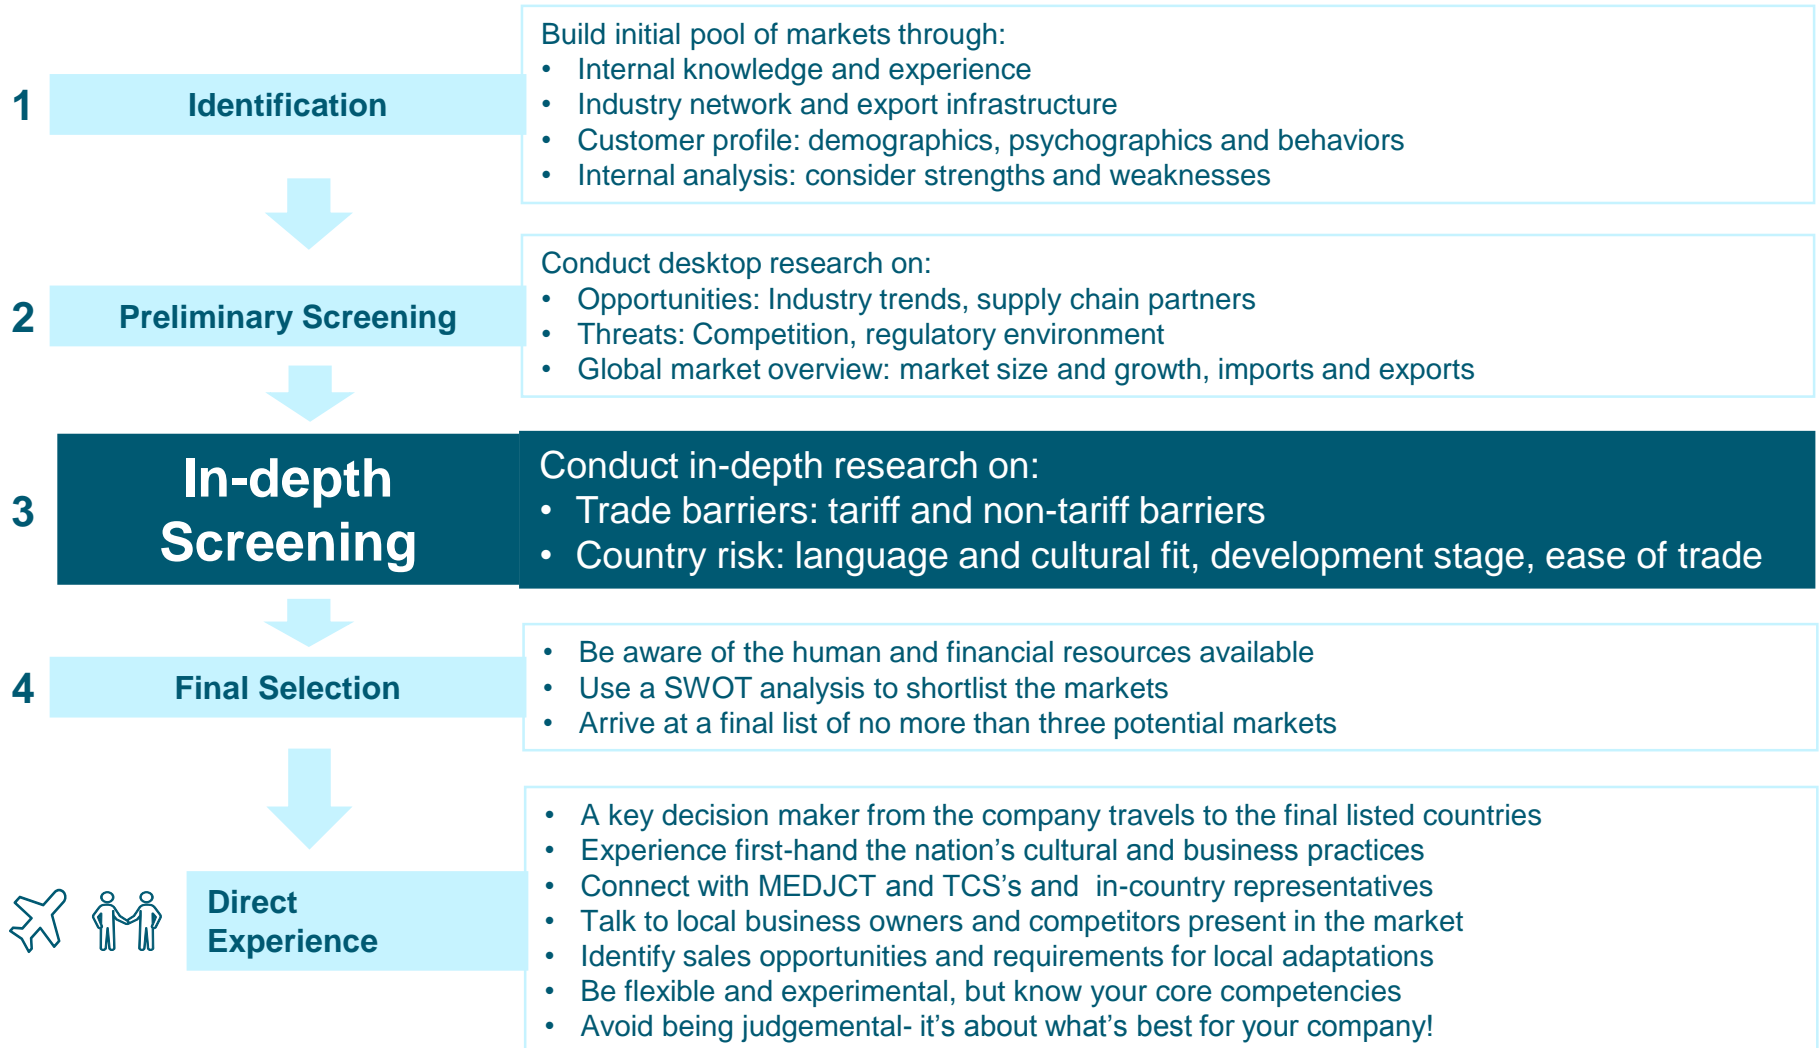 1
Identification
Build initial pool of markets through:
• Internal knowledge and experience
• Industry network and export infrastructure
• Customer profile: demographics, psychographics and behaviors
• Internal analysis: consider strengths and weaknesses
2
Preliminary Screening
Conduct desktop research on:
• Opportunities: Industry trends, supply chain partners
• Threats: Competition, regulatory environment
• Global market overview: market size and growth, imports and exports
3
In-depth
Screening
Conduct in-depth research on:
• Trade barriers: tariff and non-tariff barriers
• Country risk: language and cultural fit, development stage, ease of trade
4
Final Selection
• Be aware of the human and financial resources available
• Use a SWOT analysis to shortlist the markets
• Arrive at a final list of no more than three potential markets
Direct
Experience
• A key decision maker from the company travels to the final listed countries
• Experience first-hand the nation’s cultural and business practices
• Connect with MEDJCT and TCS’s and  in-country representatives
• Talk to local business owners and competitors present in the market
• Identify sales opportunities and requirements for local adaptations
• Be flexible and experimental, but know your core competencies
• Avoid being judgemental- it’s about what’s best for your company!